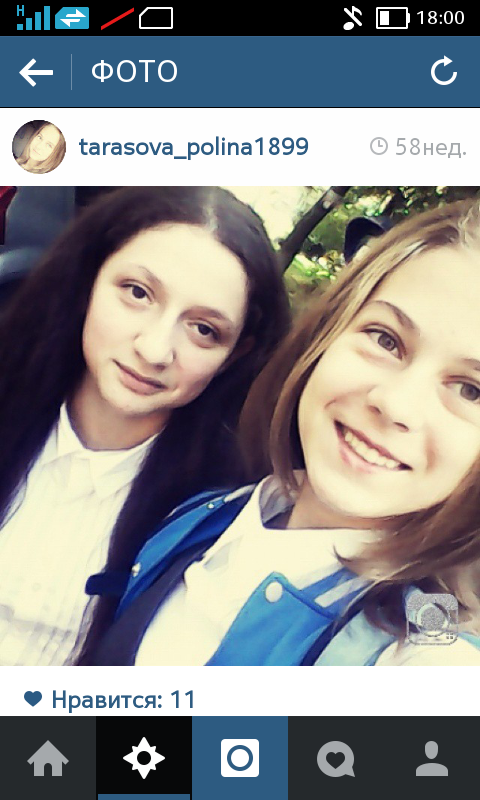 H
18:00
ФОТО
tarasova_polina1899
58нед.
Нравится: 11